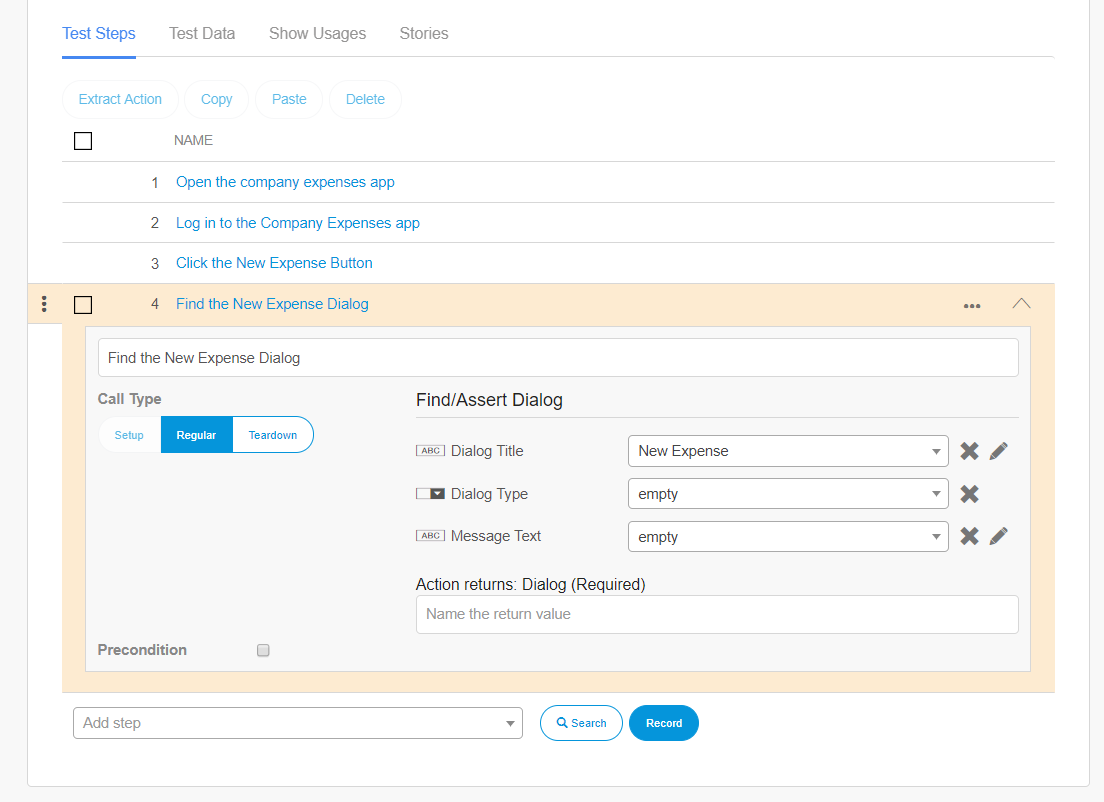 Test Steps Test Data Show Usages Stories
Extract Action Copy Paste Delete
NAME
1 Open the company expenses app
2 Log in to the Company Expenses app
3 Click the New Expense Button
4 Find the New Expense Dialog
Find the New Expense Dialog
Call Type
Setup Regular Teardown
Find/Assert Dialog
ABC Dialog Title New Expense
Dialog Type empty
ABC Message Text empty
Action returns: Dialog (Required)
Name the return value
Precondition
Add step Search Record